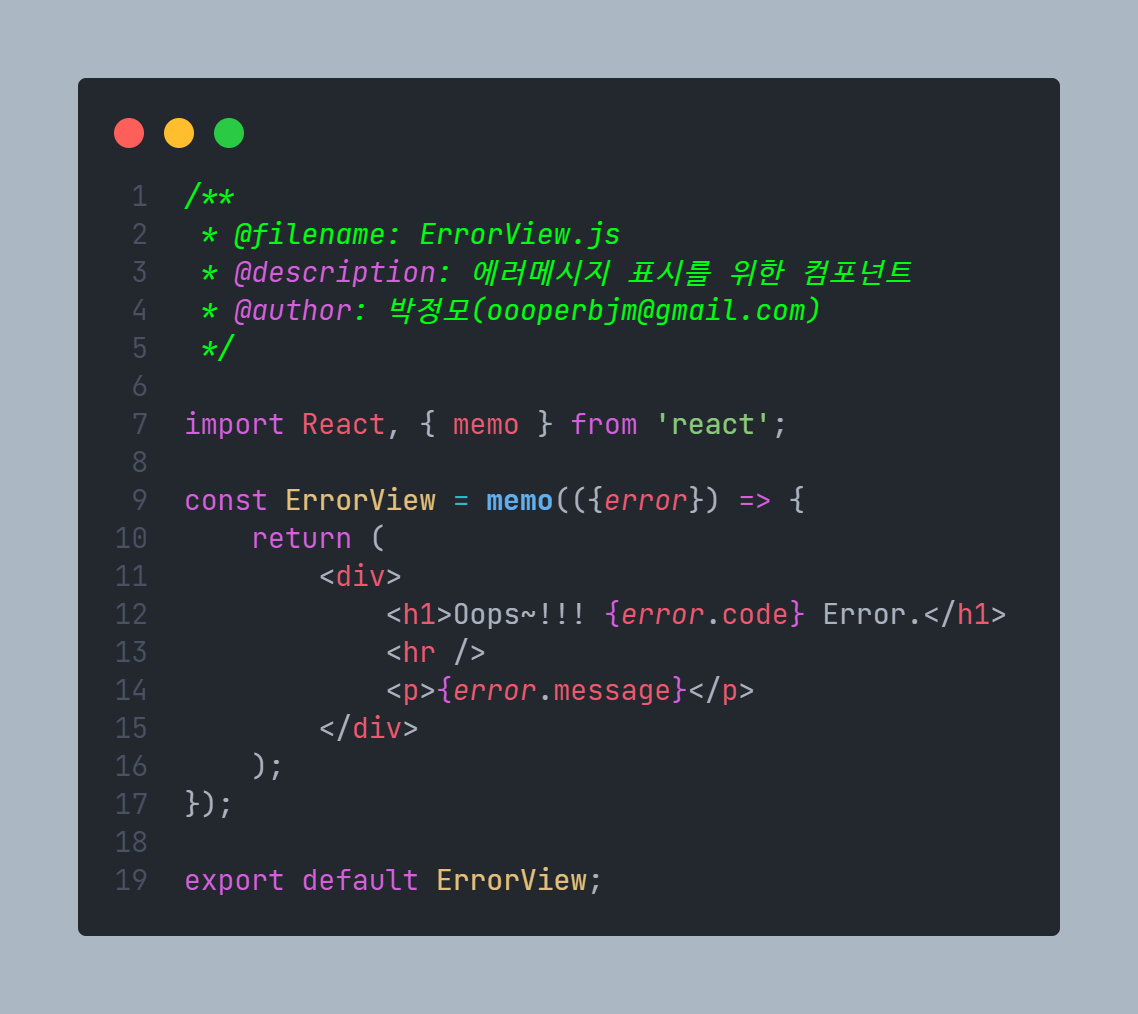 1 /**
2  * @filename: ErrorView.js
3  * @description: 에러메시지 표시를 위한 컴포넌트
4  * @author: 박정모(oooperbjm@gmail.com)
5  */
6
7 import React, { memo } from 'react';
8
9 const ErrorView = memo(({error}) => {
10     return (
11         <div>
12             <h1>Oops~!!! {error.code} Error.</h1>
13             <hr />
14             <p>{error.message}</p>
15         </div>
16     );
17 });
18
19 export default ErrorView;